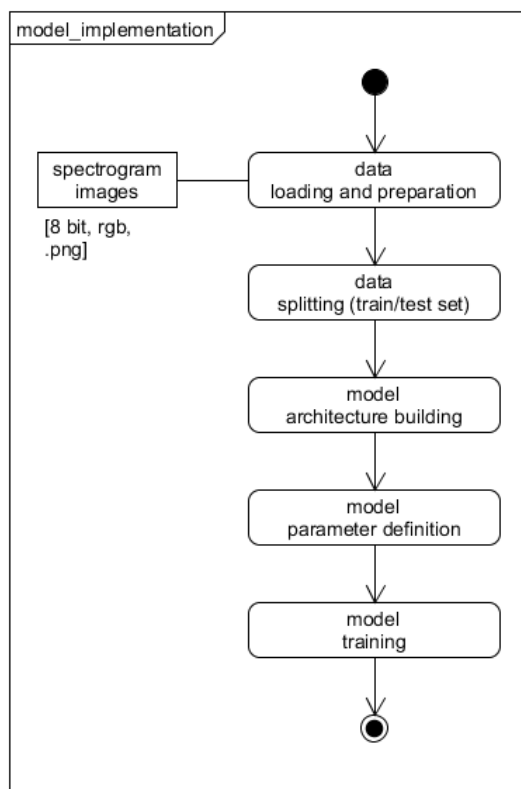 model_implementation
data
loading and preparation
spectrogram
images
[8 bit, rgb,
.png]
data
splitting (train/test set)
model
architecture building
model
parameter definition
model
training